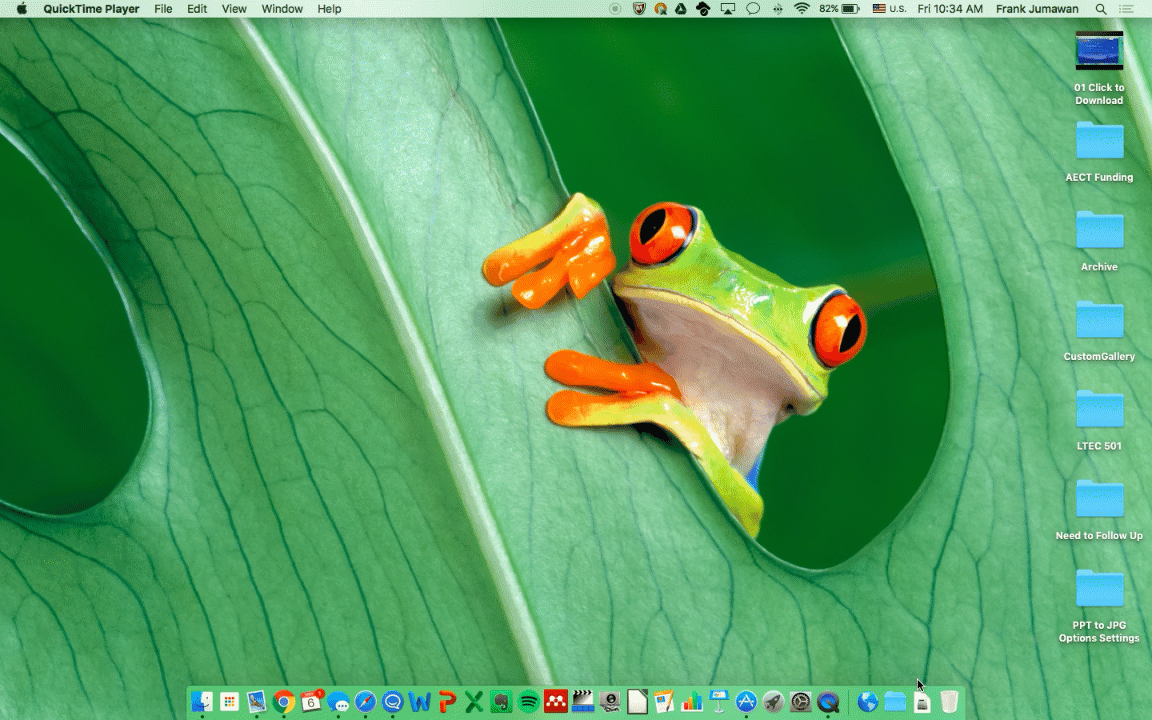 QuickTime Player File Edit View Window Help 82% U.S. Fri 10:34 AM Frank Jumawan
01 Click to
Download
AECT Funding
Archive
CustomGallery
LTEC 501
Need to Follow Up
PPT to JPG
Options Settings
6